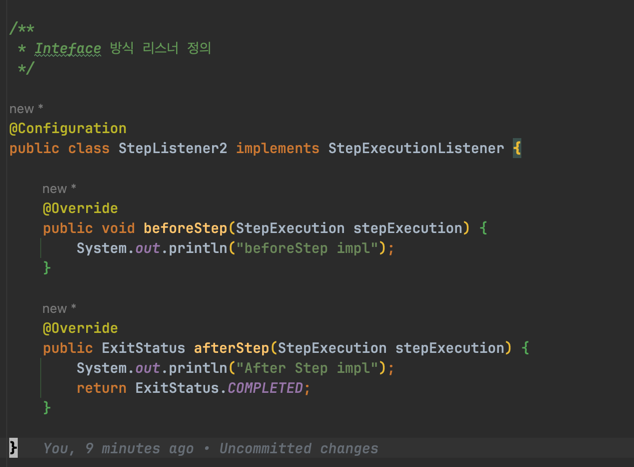 /**
 * Inteface 방식 리스너 정의
 */
new *
@Configuration
public class StepListener2 implements StepExecutionListener {
new *
@Override
public void beforeStep(StepExecution stepExecution) {
System.out.println("beforeStep impl");
}
new *
@Override
public ExitStatus afterStep(StepExecution stepExecution) {
System.out.println("After Step impl");
return ExitStatus.COMPLETED;
}
} You, 9 minutes ago • Uncommitted changes